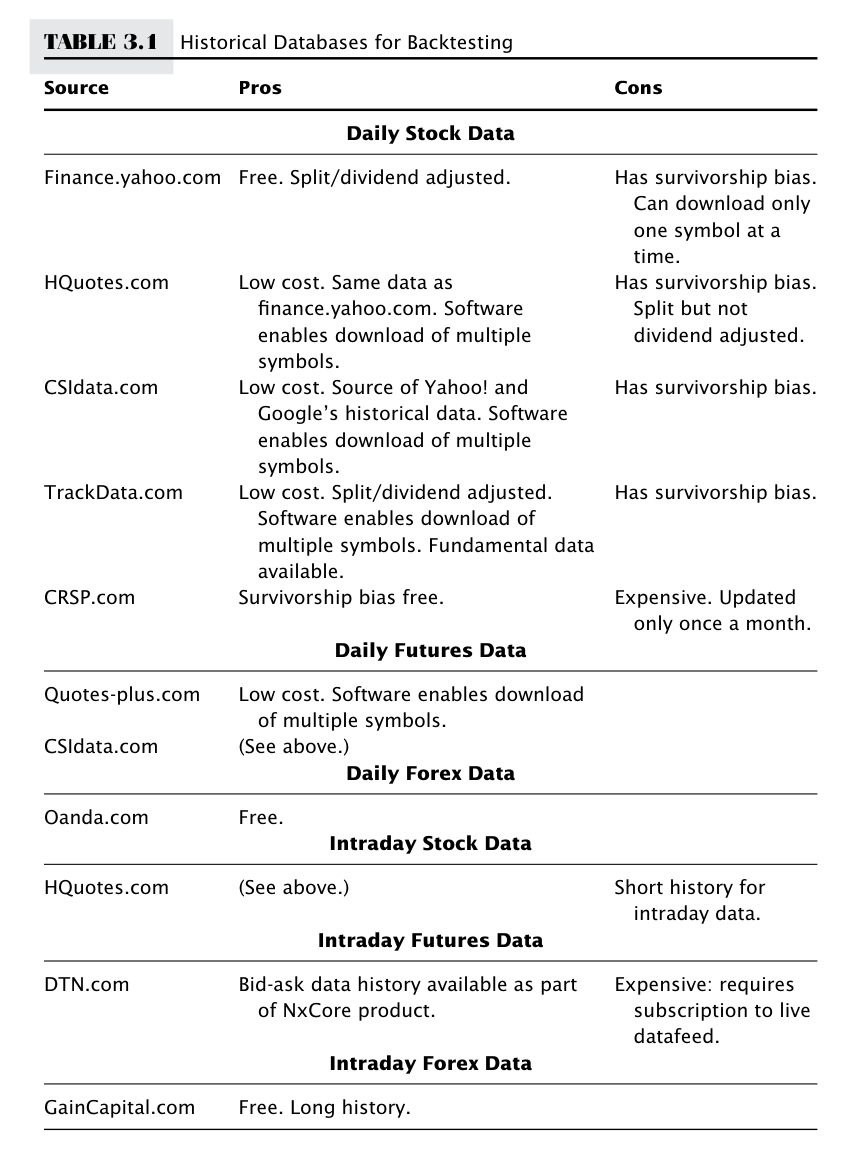 TABLE 3.1 Historical Databases for Backtesting
Source Pros Cons
Daily Stock Data
Finance.yahoo.com Free. Split/dividend adjusted. Has survivorship bias.
Can download only
one symbol at a
time.
HQuotes.com Low cost. Same data as Has survivorship bias.
finance.yahoo.com. Software Split but not
enables download of multiple dividend adjusted.
symbols.
CSIdata.com Low cost. Source of Yahoo! and Has survivorship bias.
Google’s historical data. Software
enables download of multiple
symbols.
TrackData.com Low cost. Split/dividend adjusted. Has survivorship bias.
Software enables download of
multiple symbols. Fundamental data
available.
CRSP.com Survivorship bias free. Expensive. Updated
only once a month.
Daily Futures Data
Quotes-plus.com Low cost. Software enables download
of multiple symbols.
CSIdata.com (See above.)
Daily Forex Data
Oanda.com Free.
Intraday Stock Data
HQuotes.com (See above.) Short history for
intraday data.
Intraday Futures Data
DTN.com Bid-ask data history available as part Expensive: requires
of NxCore product. subscription to live
datafeed.
Intraday Forex Data
GainCapital.com Free. Long history.